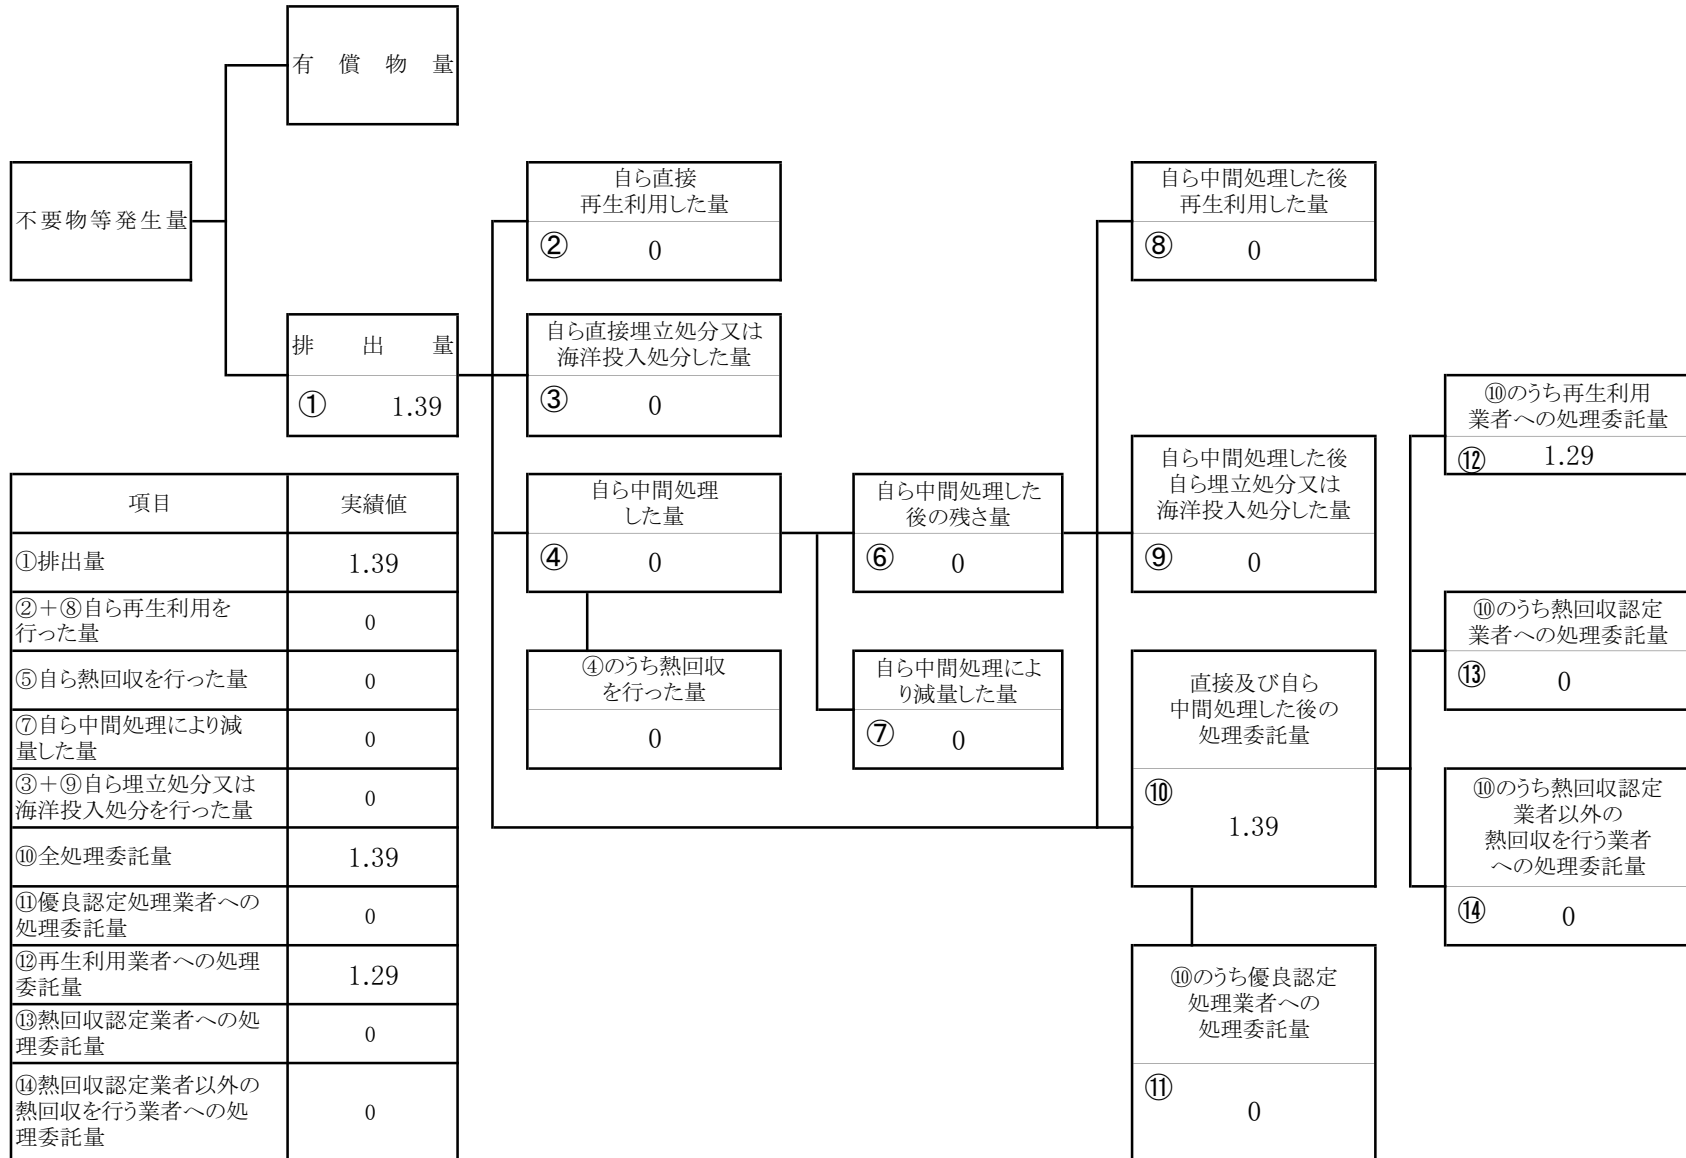 有償物量
不要物等発生量
排出量
① 1.39
自ら直接
再生利用した量
② 0
自ら直接埋立処分又は
海洋投入処分した量
③ 0
自ら中間処理
した量
④ 0
④のうち熱回収
を行った量
0
自ら中間処理した
後の残さ量
⑥ 0
自ら中間処理によ
り減量した量
⑦ 0
自ら中間処理した後
再生利用した量
⑧ 0
自ら中間処理した後
自ら埋立処分又は
海洋投入処分した量
⑨ 0
直接及び自ら
中間処理した後の
処理委託量
⑩
1.39
⑩のうち優良認定
処理業者への
処理委託量
⑪
0
⑩のうち再生利用
業者への処理委託量
⑫ 1.29
⑩のうち熱回収認定
業者への処理委託量
⑬ 0
⑩のうち熱回収認定
業者以外の
熱回収を行う業者
への処理委託量
⑭ 0
項目 実績値
①排出量 1.39
②＋⑧自ら再生利用を
行った量 0
⑤自ら熱回収を行った量 0
⑦自ら中間処理により減
量した量 0
③＋⑨自ら埋立処分又は
海洋投入処分を行った量 0
⑩全処理委託量 1.39
⑪優良認定処理業者への
処理委託量 0
⑫再生利用業者への処理
委託量 1.29
⑬熱回収認定業者への処
理委託量 0
⑭熱回収認定業者以外の
熱回収を行う業者への処
理委託量 0